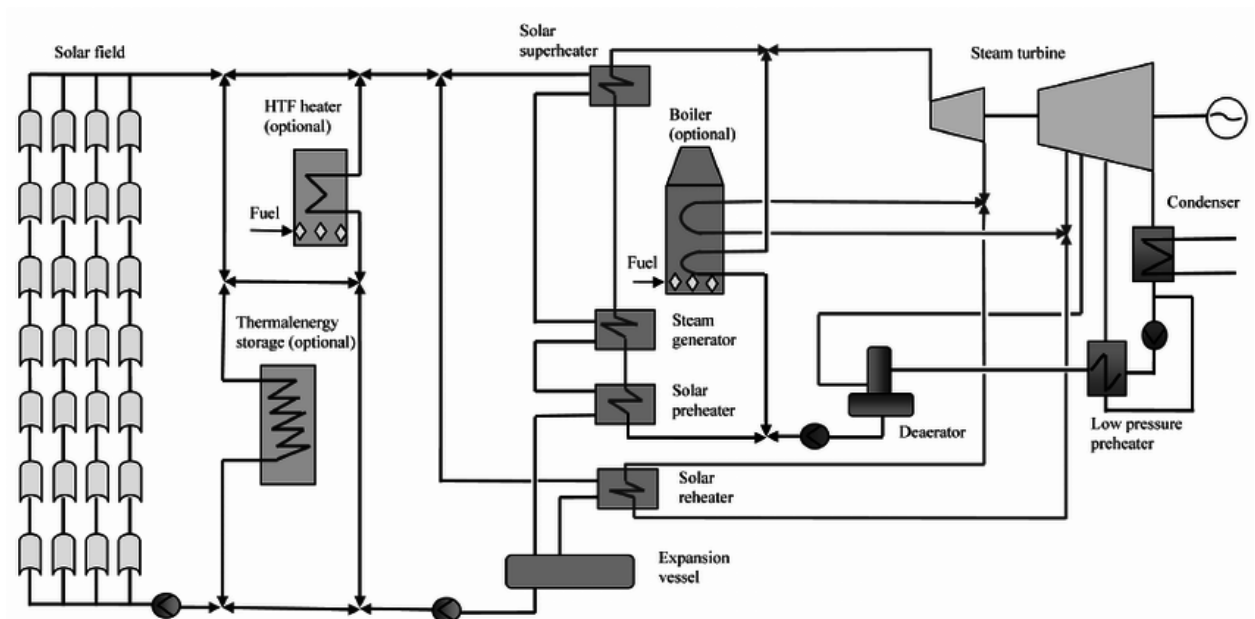 Solar field
Solar
superheater
Steam turbine
HTF heater
(optional)
Boiler
(optional)
Fuel
Condenser
Fuel
Thermalenergy
storage (optional)
Steam
generator
Solar
preheater
Deaerator
Low pressure
preheater
Solar
reheater
Expansion
vessel